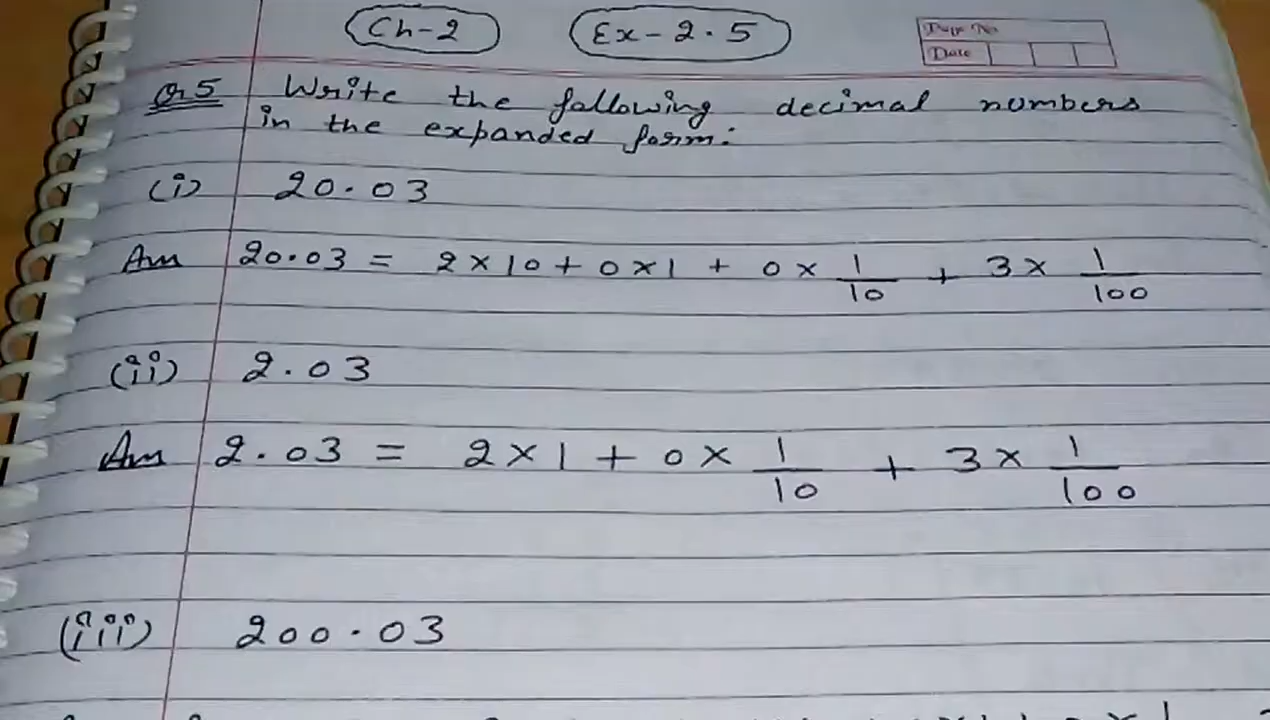 Ch-2 Ex-2.5
Page No.
Date
Q5 Write the following decimal numbers
in the expanded form:
(i) 20.03
Ans 20.03 = 2×10 + 0×1 + 0× 1/10 + 3× 1/100
(ii) 2.03
Ans 2.03 = 2×1 + 0× 1/10 + 3× 1/100
(iii) 200.03